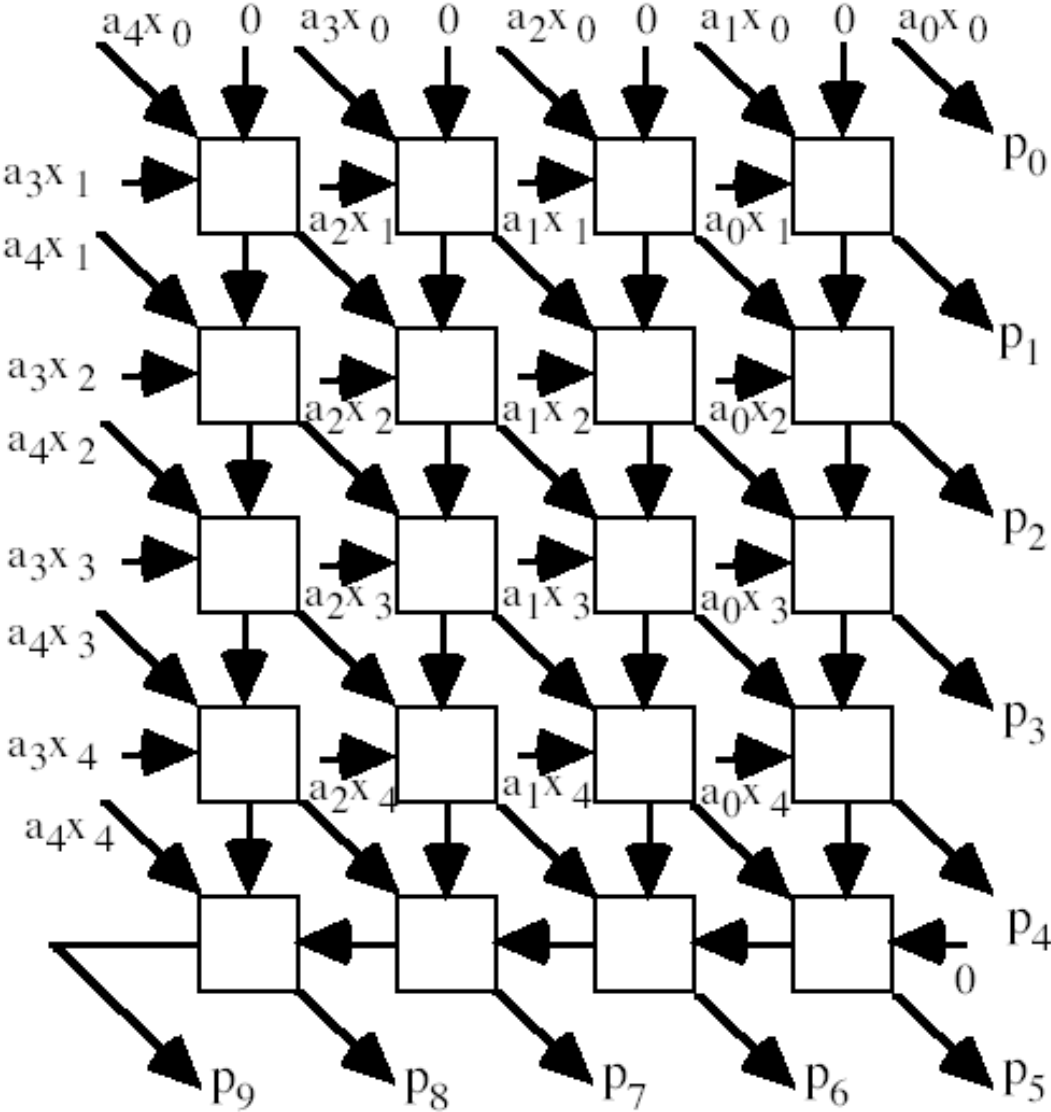 a₄x₀ 0 a₃x₀ 0 a₂x₀ 0 a₁x₀ 0 a₀x₀
p₀
a₃x₁ a₂x₁ a₁x₁ a₀x₁
a₄x₁
p₁
a₃x₂ a₂x₂ a₁x₂ a₀x₂
a₄x₂
p₂
a₃x₃ a₂x₃ a₁x₃ a₀x₃
a₄x₃
p₃
a₃x₄ a₂x₄ a₁x₄ a₀x₄
a₄x₄
p₄
0
p₉ p₈ p₇ p₆ p₅